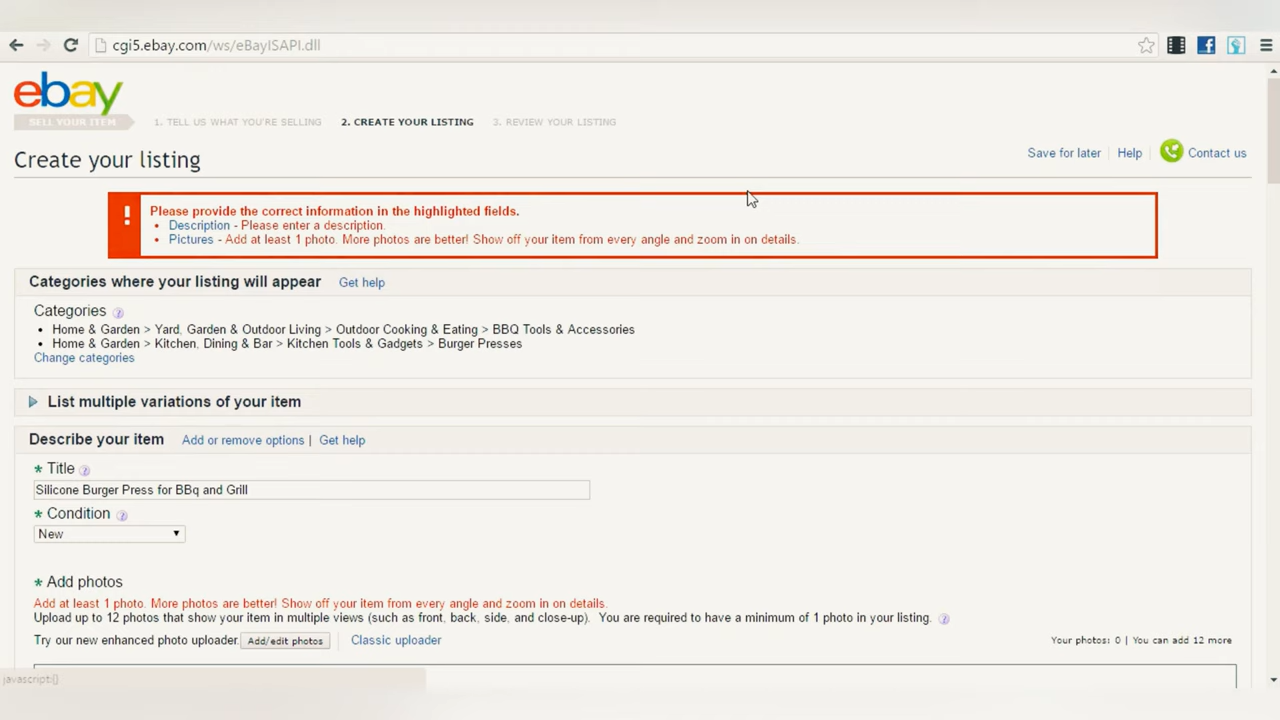 cgi5.ebay.com/ws/eBayISAPI.dll
ebay
SELL YOUR ITEM 1. TELL US WHAT YOU'RE SELLING 2. CREATE YOUR LISTING 3. REVIEW YOUR LISTING
Create your listing Save for later Help Contact us
! Please provide the correct information in the highlighted fields.
• Description - Please enter a description.
• Pictures - Add at least 1 photo. More photos are better! Show off your item from every angle and zoom in on details.
Categories where your listing will appear Get help
Categories ?
• Home & Garden > Yard, Garden & Outdoor Living > Outdoor Cooking & Eating > BBQ Tools & Accessories
• Home & Garden > Kitchen, Dining & Bar > Kitchen Tools & Gadgets > Burger Presses
Change categories
List multiple variations of your item
Describe your item Add or remove options | Get help
* Title ?
Silicone Burger Press for BBq and Grill
* Condition ?
New
* Add photos
Add at least 1 photo. More photos are better! Show off your item from every angle and zoom in on details.
Upload up to 12 photos that show your item in multiple views (such as front, back, side, and close-up). You are required to have a minimum of 1 photo in your listing. ?
Try our new enhanced photo uploader. Add/edit photos | Classic uploader Your photos: 0 | You can add 12 more
javascript:{}